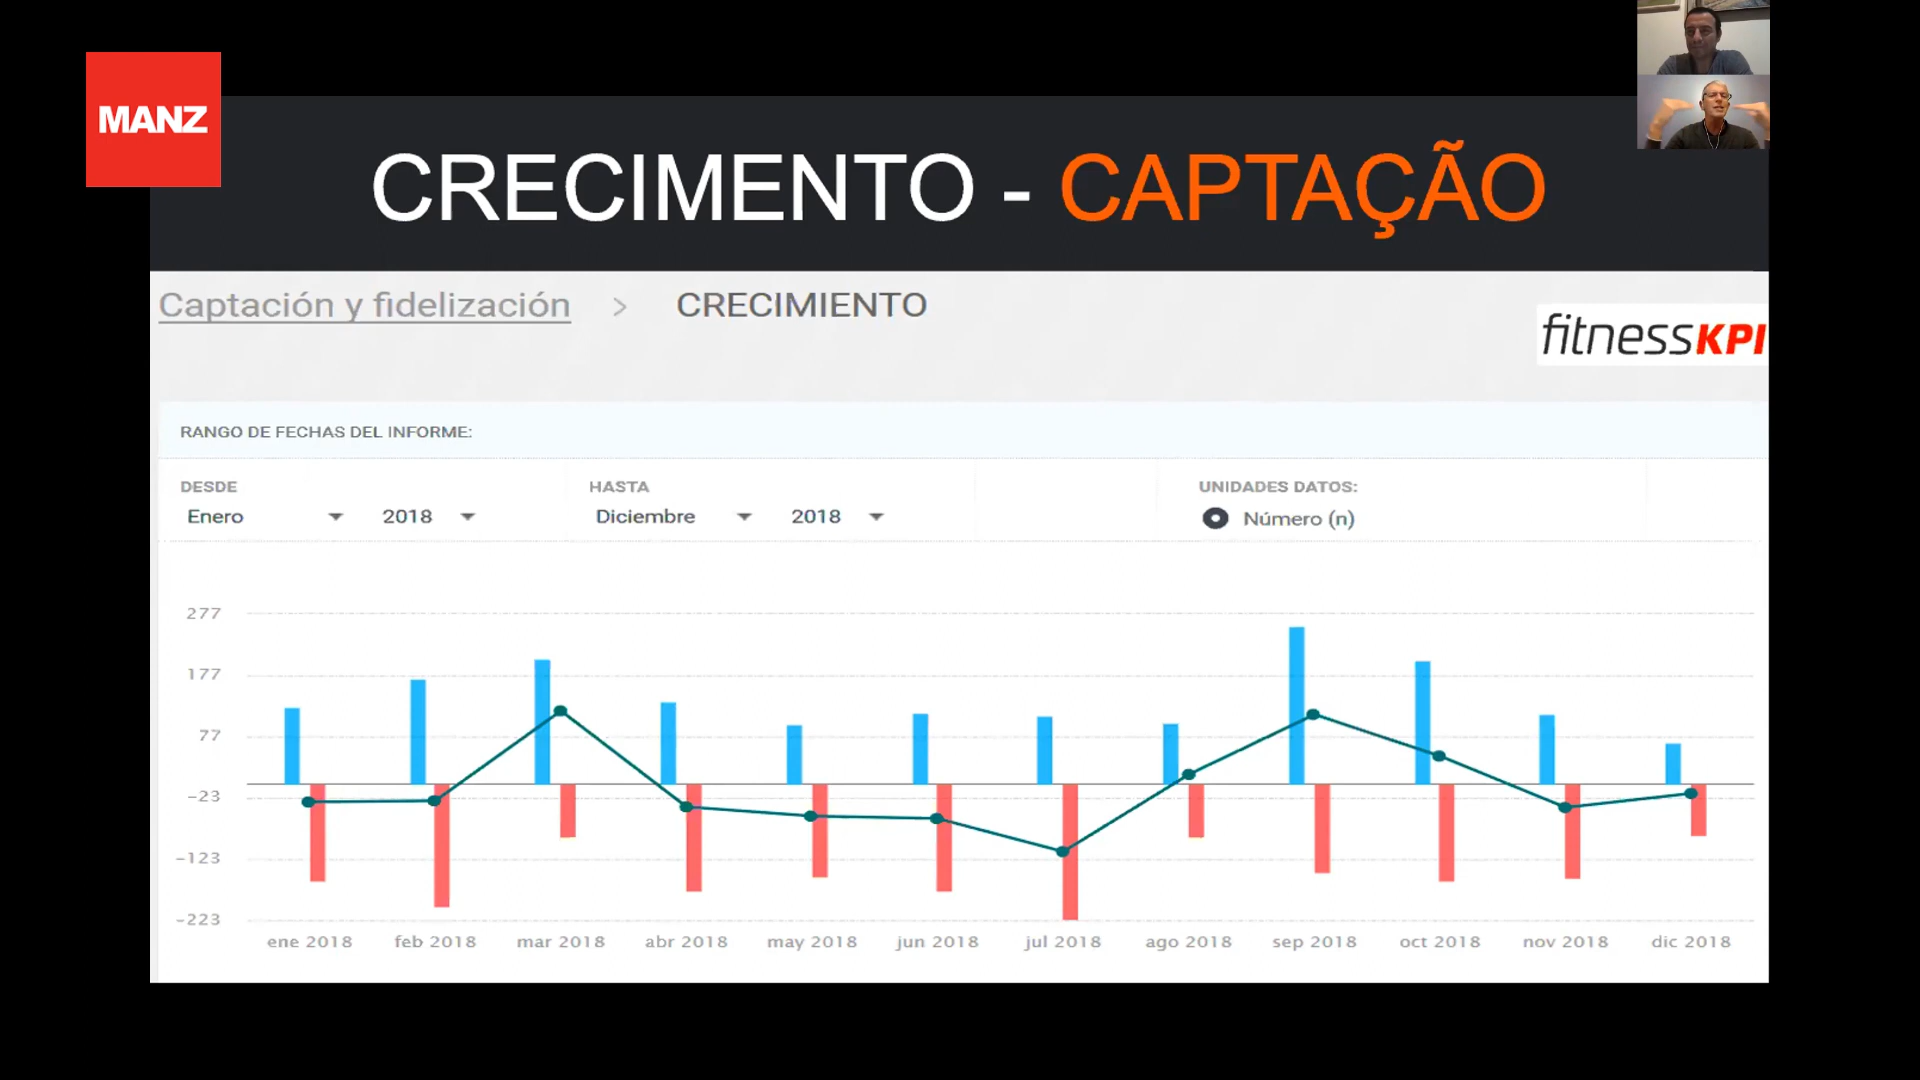 MANZ
CRECIMENTO - CAPTAÇÃO
Captación y fidelización > CRECIMIENTO
fitnessKPI
RANGO DE FECHAS DEL INFORME:
DESDE HASTA UNIDADES DATOS:
Enero 2018 Diciembre 2018 Número (n)
277
177
77
-23
-123
-223
ene 2018 feb 2018 mar 2018 abr 2018 may 2018 jun 2018 jul 2018 ago 2018 sep 2018 oct 2018 nov 2018 dic 2018